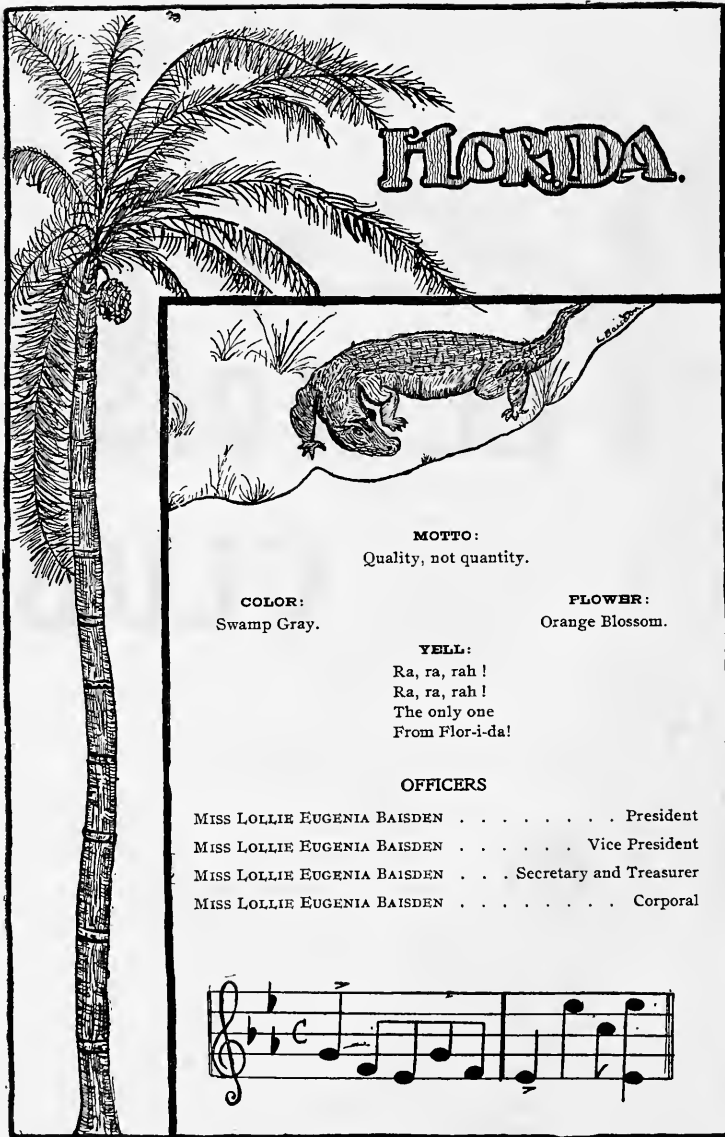 FLORIDA.
L. Baisden
MOTTO:
Quality, not quantity.
COLOR:
Swamp Gray.
FLOWER:
Orange Blossom.
YELL:
Ra, ra, rah !
Ra, ra, rah !
The only one
From Flor-i-da!
OFFICERS
MISS LOLLIE EUGENIA BAISDEN . . . . . . . . President
MISS LOLLIE EUGENIA BAISDEN . . . . . . Vice President
MISS LOLLIE EUGENIA BAISDEN . . . Secretary and Treasurer
MISS LOLLIE EUGENIA BAISDEN . . . . . . . . Corporal